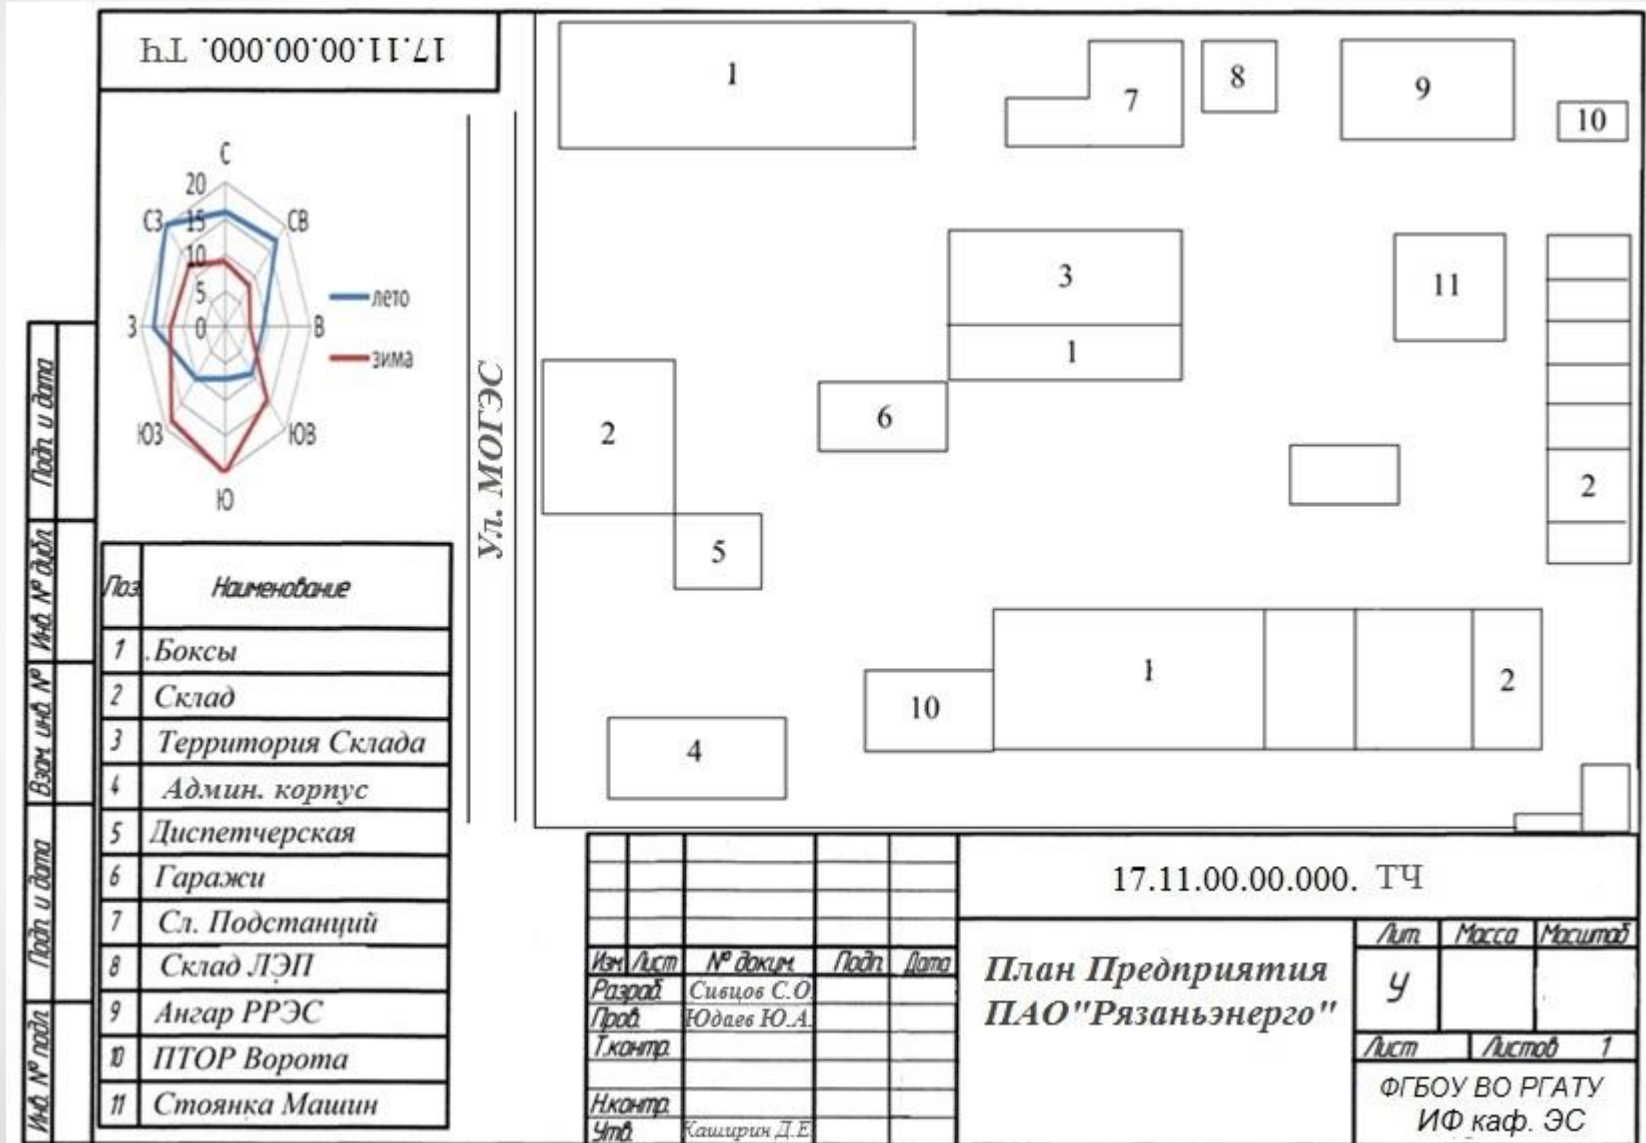 17.11.00.00.000. ТЧ
С
20
СЗ
15
СВ
10
5
лето
З
0
В
зима
ЮЗ
ЮВ
Ю
Ул. МОГЭС
1
7
8
9
10
3
11
1
2
6
2
5
1
2
10
4
Поз. Наименование
1 .Боксы
2 Склад
3 Территория Склада
4 Админ. корпус
5 Диспетчерская
6 Гаражи
7 Сл. Подстанций
8 Склад ЛЭП
9 Ангар РРЭС
10 ПТОР Ворота
11 Стоянка Машин
Подп. и дата
Инв. № дубл.
Взам. инв. №
Подп. и дата
Инв. № подл.
17.11.00.00.000. ТЧ
Изм. Лист № докум. Подп. Дата
Разраб. Сивцов С.О.
Пров. Юдаев Ю.А.
Т.контр.
Н.контр.
Утв. Каширин Д.Е
План Предприятия
ПАО"Рязаньэнерго"
Лит. Масса Масштаб
У
Лист Листов 1
ФГБОУ ВО РГАТУ
ИФ каф. ЭС